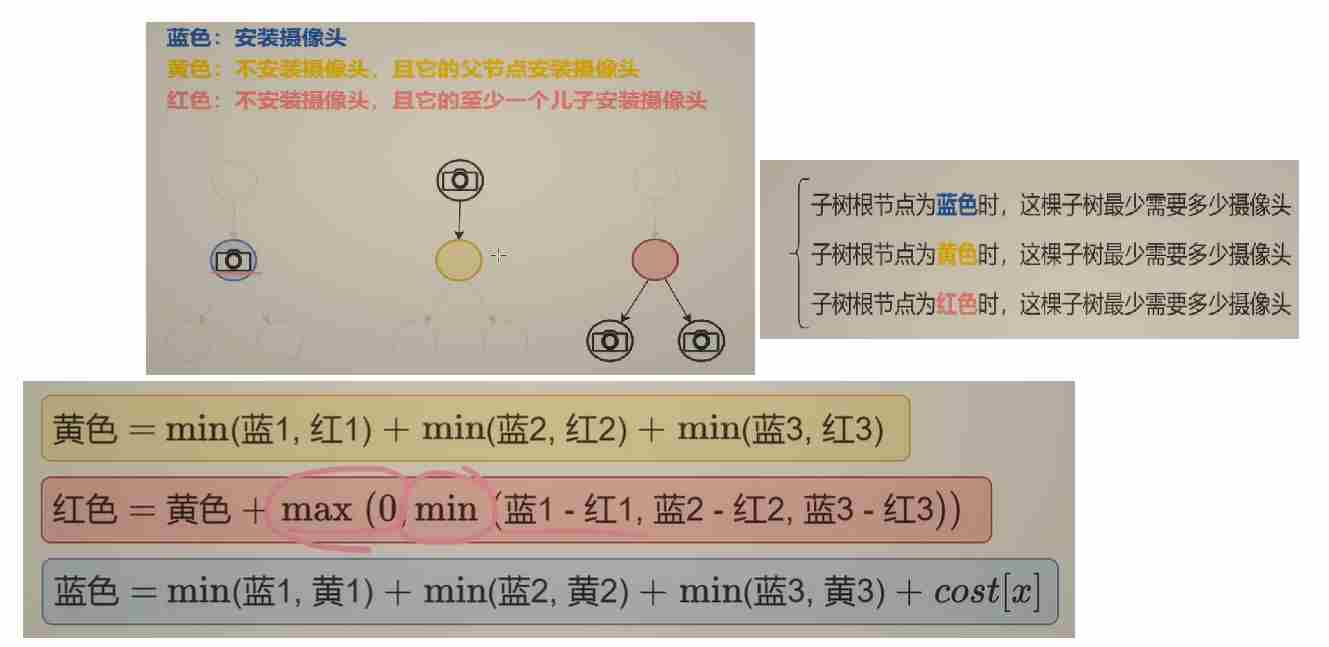 蓝色：安装摄像头
黄色：不安装摄像头，且它的父节点安装摄像头
红色：不安装摄像头，且它的至少一个儿子安装摄像头
子树根节点为蓝色时，这棵子树最少需要多少摄像头
子树根节点为黄色时，这棵子树最少需要多少摄像头
子树根节点为红色时，这棵子树最少需要多少摄像头
黄色 = min(蓝1, 红1) + min(蓝2, 红2) + min(蓝3, 红3)
红色 = 黄色 + max (0, min (蓝1 - 红1, 蓝2 - 红2, 蓝3 - 红3))
蓝色 = min(蓝1, 黄1) + min(蓝2, 黄2) + min(蓝3, 黄3) + cost[x]